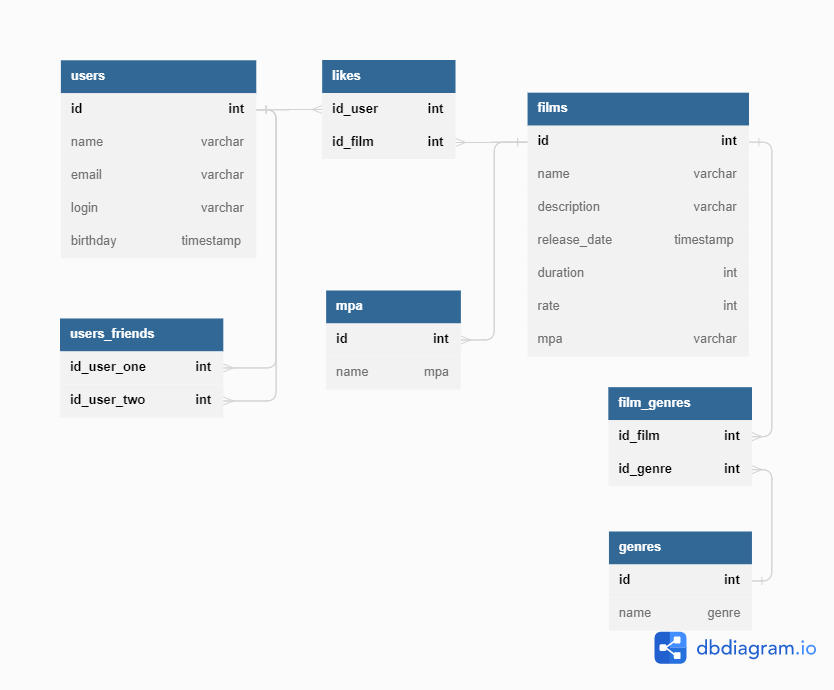 users
id int
name varchar
email varchar
login varchar
birthday timestamp
likes
id_user int
id_film int
films
id int
name varchar
description varchar
release_date timestamp
duration int
rate int
mpa varchar
users_friends
id_user_one int
id_user_two int
mpa
id int
name mpa
film_genres
id_film int
id_genre int
genres
id int
name genre
dbdiagram.io